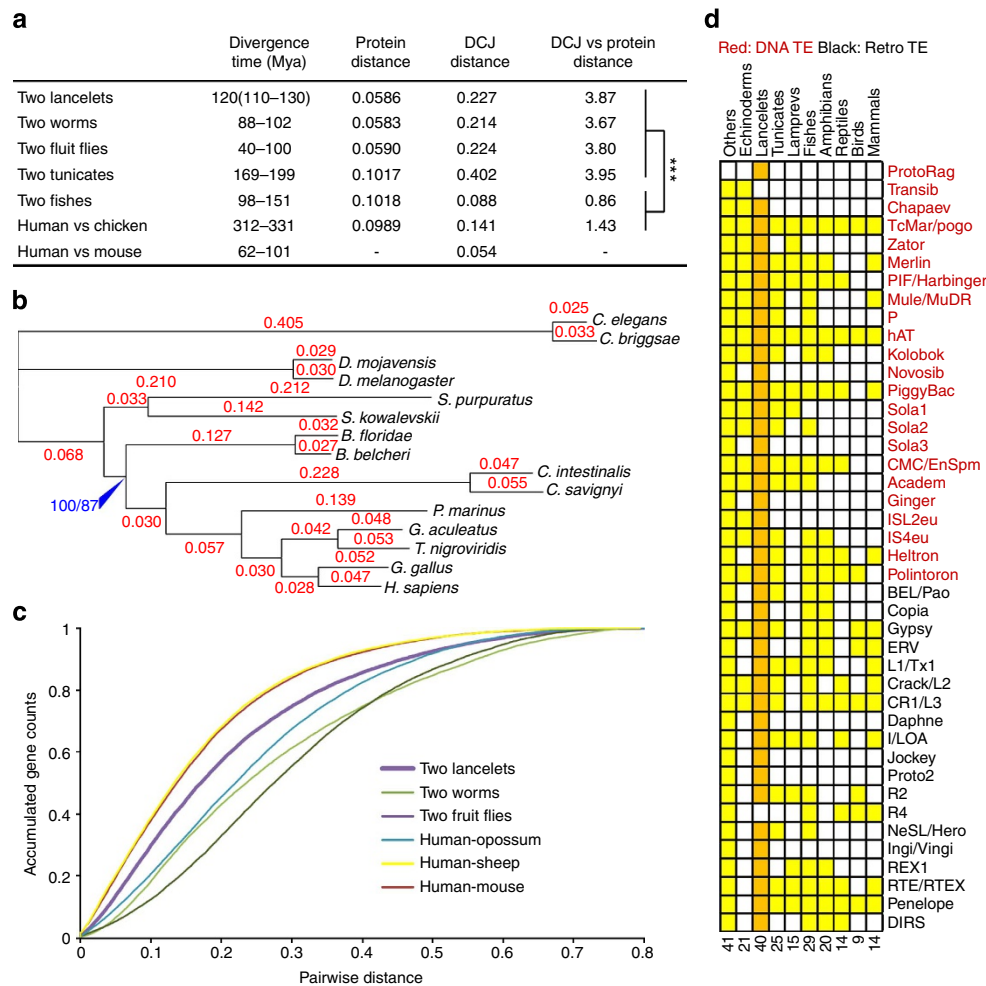 a
Divergence time (Mya) Protein distance DCJ distance DCJ vs protein distance
Two lancelets 120(110–130) 0.0586 0.227 3.87
Two worms 88–102 0.0583 0.214 3.67
Two fruit flies 40–100 0.0590 0.224 3.80
Two tunicates 169–199 0.1017 0.402 3.95
Two fishes 98–151 0.1018 0.088 0.86
Human vs chicken 312–331 0.0989 0.141 1.43
Human vs mouse 62–101 - 0.054 -
***
b
0.025
0.405
C. elegans
0.033
C. briggsae
0.029
D. mojavensis
0.030
D. melanogaster
0.210
0.212
0.033
S. purpuratus
0.142
S. kowalevskii
0.032
0.127
B. floridae
0.027
B. belcheri
0.068
0.228
0.047
C. intestinalis
0.055
C. savignyi
100/87
0.139
0.030
P. marinus
0.048
0.042
G. aculeatus
0.053
0.057
T. nigroviridis
0.052
0.030
G. gallus
0.047
0.028
H. sapiens
c
Accumulated gene counts
1
0.8
0.6
0.4
0.2
0
Two lancelets
Two worms
Two fruit flies
Human-opossum
Human-sheep
Human-mouse
0 0.1 0.2 0.3 0.4 0.5 0.6 0.7 0.8
Pairwise distance
d
Red: DNA TE Black: Retro TE
Others
Echinoderms
Lancelets
Tunicates
Lamprevs
Fishes
Amphibians
Reptiles
Birds
Mammals
ProtoRag
Transib
Chapaev
TcMar/pogo
Zator
Merlin
PIF/Harbinger
Mule/MuDR
P
hAT
Kolobok
Novosib
PiggyBac
Sola1
Sola2
Sola3
CMC/EnSpm
Academ
Ginger
ISL2eu
IS4eu
Heltron
Polintoron
BEL/Pao
Copia
Gypsy
ERV
L1/Tx1
Crack/L2
CR1/L3
Daphne
I/LOA
Jockey
Proto2
R2
R4
NeSL/Hero
Ingi/Vingi
REX1
RTE/RTEX
Penelope
DIRS
41 21 40 25 15 29 20 14 9 14